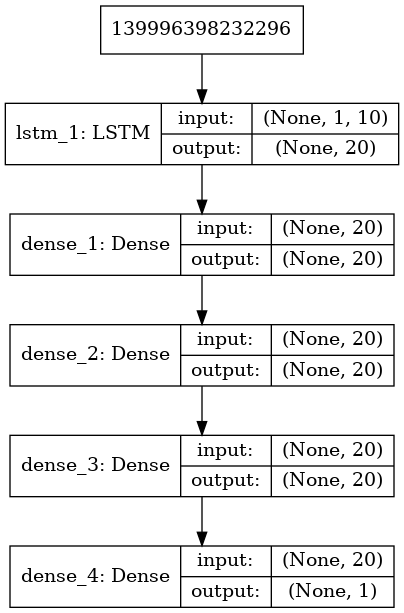 139996398232296
lstm_1: LSTM
input:
(None, 1, 10)
output:
(None, 20)
dense_1: Dense
input:
(None, 20)
output:
(None, 20)
dense_2: Dense
input:
(None, 20)
output:
(None, 20)
dense_3: Dense
input:
(None, 20)
output:
(None, 20)
dense_4: Dense
input:
(None, 20)
output:
(None, 1)